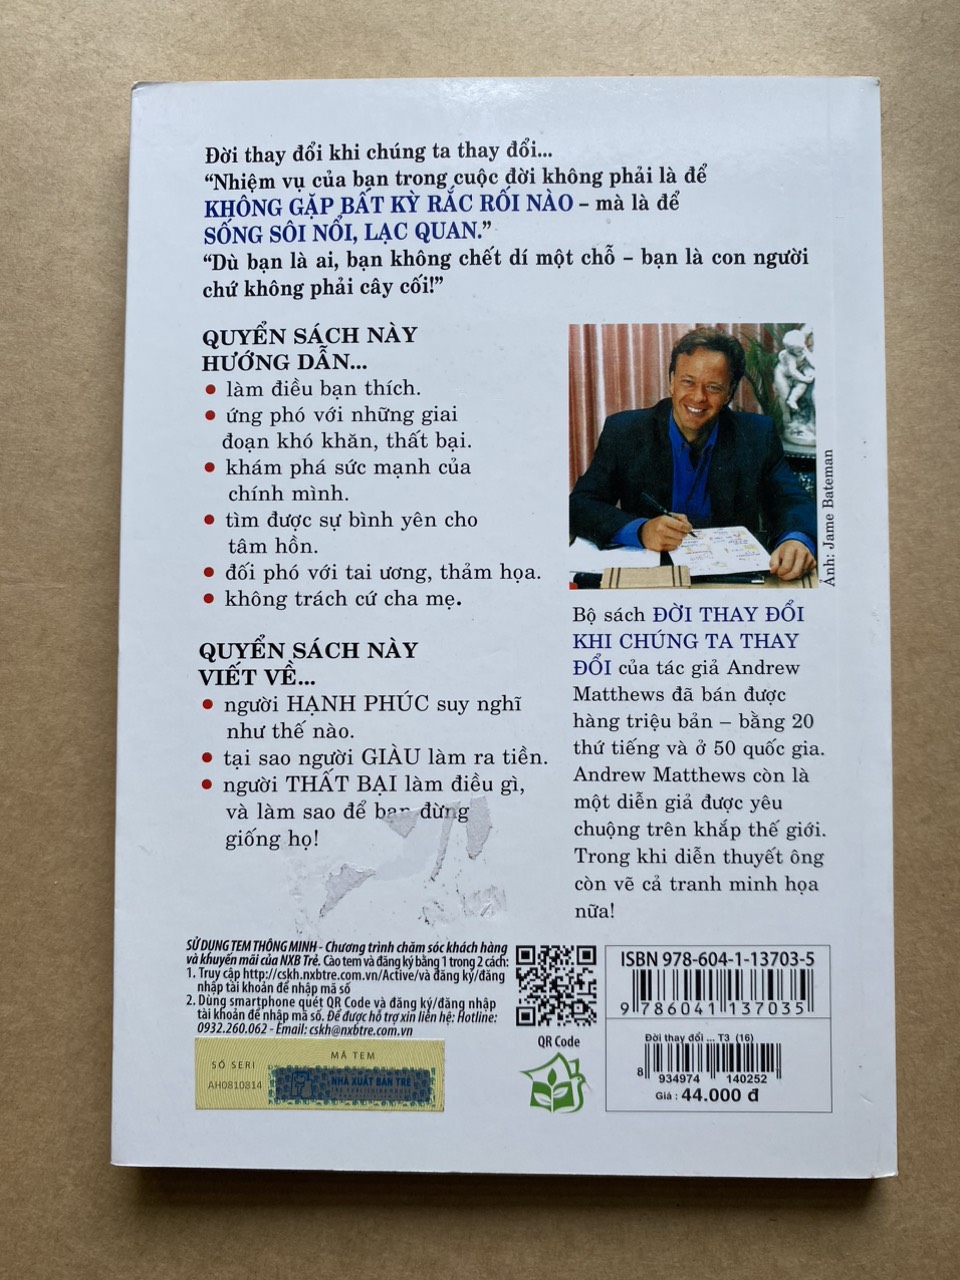 Đời thay đổi khi chúng ta thay đổi...
“Nhiệm vụ của bạn trong cuộc đời không phải là để
KHÔNG GẶP BẤT KỲ RẮC RỐI NÀO – mà là để
SỐNG SÔI NỔI, LẠC QUAN.”
“Dù bạn là ai, bạn không chết dí một chỗ – bạn là con người
chứ không phải cây cối!”
QUYỂN SÁCH NÀY
HƯỚNG DẪN...
• làm điều bạn thích.
• ứng phó với những giai
đoạn khó khăn, thất bại.
• khám phá sức mạnh của
chính mình.
• tìm được sự bình yên cho
tâm hồn.
• đối phó với tai ương, thảm họa.
• không trách cứ cha mẹ.
QUYỂN SÁCH NÀY
VIẾT VỀ...
• người HẠNH PHÚC suy nghĩ
như thế nào.
• tại sao người GIÀU làm ra tiền.
• người THẤT BẠI làm điều gì,
và làm sao để bạn đừng
giống họ!
Ảnh: Jame Bateman
Bộ sách ĐỜI THAY ĐỔI
KHI CHÚNG TA THAY
ĐỔI của tác giả Andrew
Matthews đã bán được
hàng triệu bản – bằng 20
thứ tiếng và ở 50 quốc gia.
Andrew Matthews còn là
một diễn giả được yêu
chuộng trên khắp thế giới.
Trong khi diễn thuyết ông
còn vẽ cả tranh minh họa
nữa!
SỬ DỤNG TEM THÔNG MINH - Chương trình chăm sóc khách hàng
và khuyến mãi của NXB Trẻ. Cào tem và đăng ký bằng 1 trong 2 cách:
1. Truy cập http://cskh.nxbtre.com.vn/Active/và đăng ký/đăng
nhập tài khoản để nhập mã số
2. Dùng smartphone quét QR Code và đăng ký/đăng nhập
tài khoản để nhập mã số. Để được hỗ trợ xin liên hệ: Hotline:
0932.260.062 - Email: cskh@nxbtre.com.vn
QR Code
SỐ SERI
AH0810814
MÃ TEM
NHÀ XUẤT BẢN TRẺ
ISBN 978-604-1-13703-5
9 786041 137035
Đời thay đổi ... T3 (16)
8 934974 140252
Giá : 44.000 đ